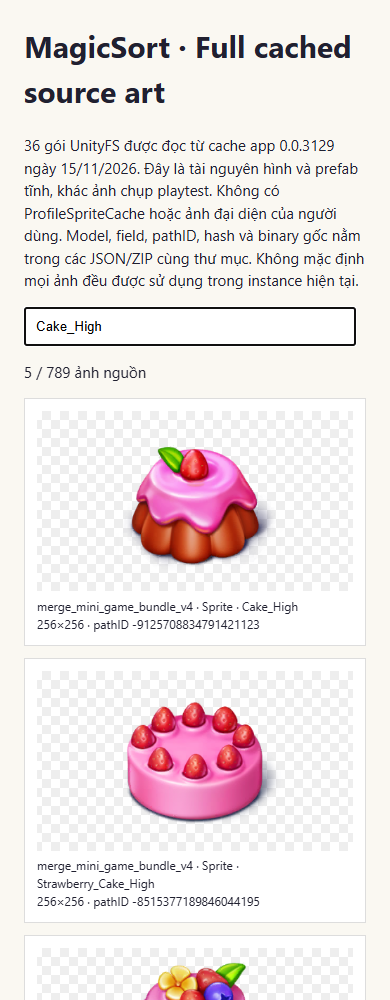 MagicSort · Full cached
source art
36 gói UnityFS được đọc từ cache app 0.0.3129
ngày 15/11/2026. Đây là tài nguyên hình và prefab
tĩnh, khác ảnh chụp playtest. Không có
ProfileSpriteCache hoặc ảnh đại diện của người
dùng. Model, field, pathID, hash và binary gốc nằm
trong các JSON/ZIP cùng thư mục. Không mặc định
mọi ảnh đều được sử dụng trong instance hiện tại.
Cake_High
5 / 789 ảnh nguồn
merge_mini_game_bundle_v4 · Sprite · Cake_High
256×256 · pathID -9125708834791421123
merge_mini_game_bundle_v4 · Sprite ·
Strawberry_Cake_High
256×256 · pathID -8515377189846044195